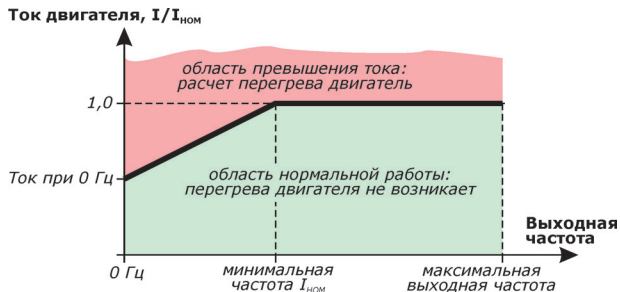 Ток двигателя, I/Iном
область превышения тока:
расчет перегрева двигатель
1,0
Ток при 0 Гц
область нормальной работы:
перегрева двигателя не возникает
Выходная
частота
0 Гц
минимальная
частота Iном
максимальная
выходная частота